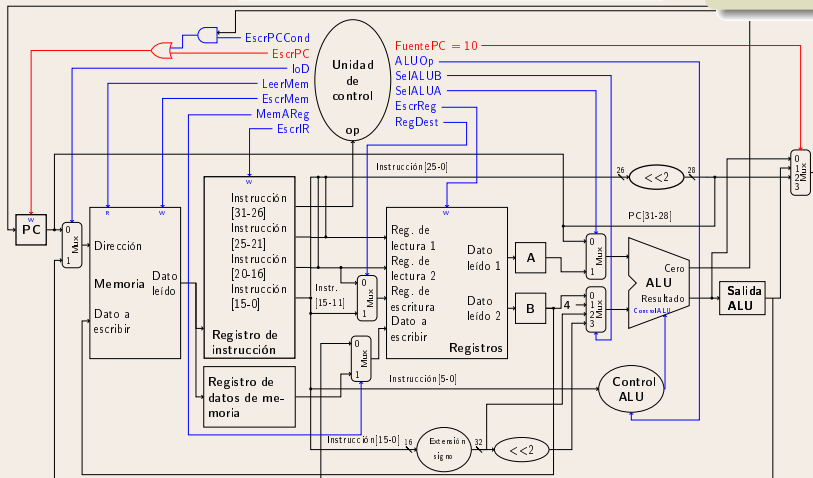 EscrPCCond
EscrPC
IoD
LeerMem
EscrMem
MemAReg
EscrIR
Unidad
de
control
op
FuentePC = 10
ALUOp
SelALUB
SelALUA
EscrReg
RegDest
Instrucción[25-0]
26
<<2
28
PC[31-28]
0
1
2
3
Mux
W
PC
0
1
Mux
R
W
Dirección
Memoria
Dato
leído
Dato a
escribir
W
Instrucción
[31-26]
Instrucción
[25-21]
Instrucción
[20-16]
Instrucción
[15-0]
Registro de
instrucción
Registro de
datos de me-
moria
Instr.
[15-11]
0
1
Mux
0
1
Mux
W
Reg. de
lectura 1
Reg. de
lectura 2
Reg. de
escritura
Dato a
escribir
Dato
leído 1
Dato
leído 2
Registros
A
B
4
0
1
Mux
0
1
2
3
Mux
Cero
ALU
Resultado
ControlALU
Salida
ALU
Instrucción[5-0]
Control
ALU
Instrucción[15-0]
16
Extensión
signo
32
<<2